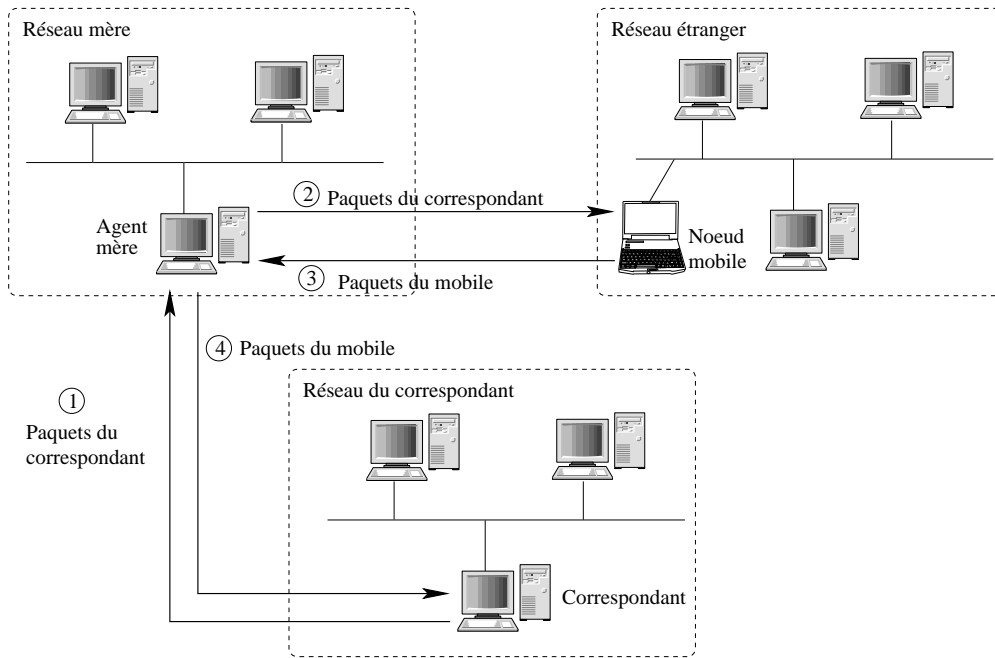 Réseau mère
Réseau étranger
② Paquets du correspondant
Agent
mère
Noeud
mobile
③ Paquets du mobile
④ Paquets du mobile
Réseau du correspondant
①
Paquets du
correspondant
Correspondant